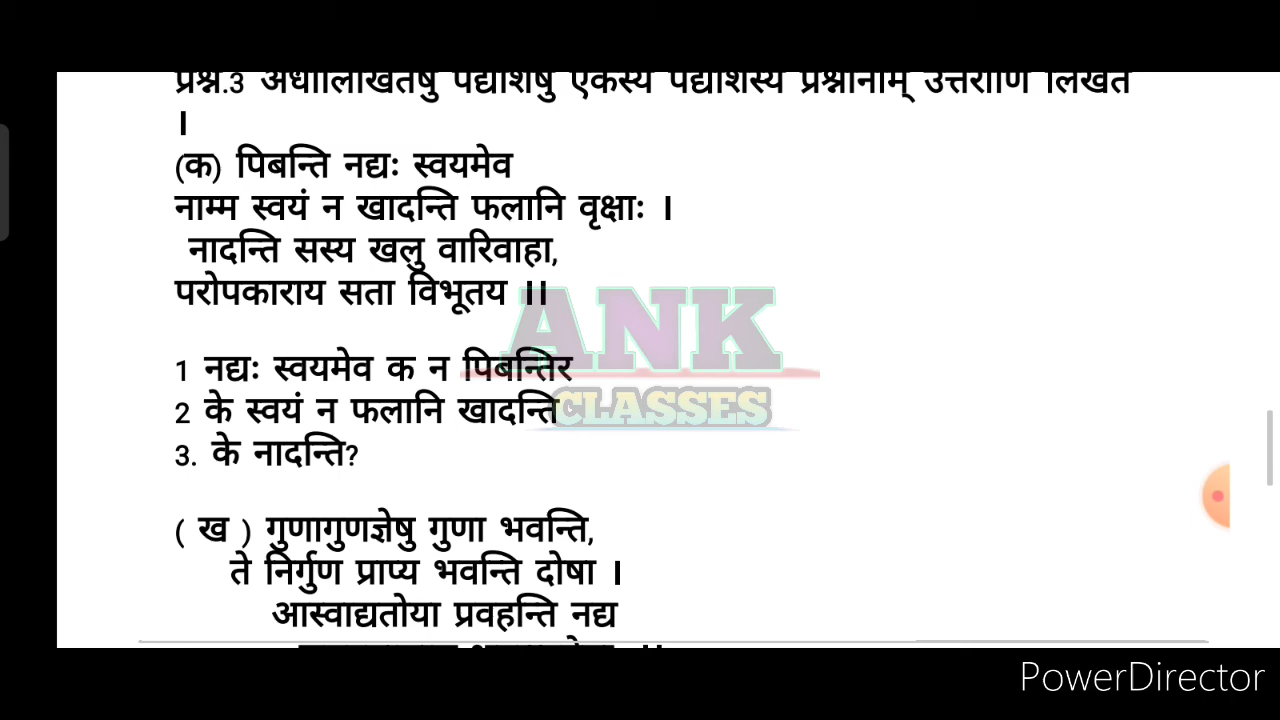 प्रश्न.3 अधोलिखितेषु पद्यांशेषु एकस्य पद्यांशस्य प्रश्नानाम् उत्तराणि लिखत
।
(क) पिबन्ति नद्यः स्वयमेव
नाम्म स्वयं न खादन्ति फलानि वृक्षाः ।
नादन्ति सस्य खलु वारिवाहा,
परोपकाराय सता विभूतय ।।
ANK
1 नद्यः स्वयमेव क न पिबन्तिर
2 के स्वयं न फलानि खादन्ति
CLASSES
3. के नादन्ति?
( ख ) गुणागुणज्ञेषु गुणा भवन्ति,
ते निर्गुण प्राप्य भवन्ति दोषा ।
आस्वाद्यतोया प्रवहन्ति नद्य
PowerDirector